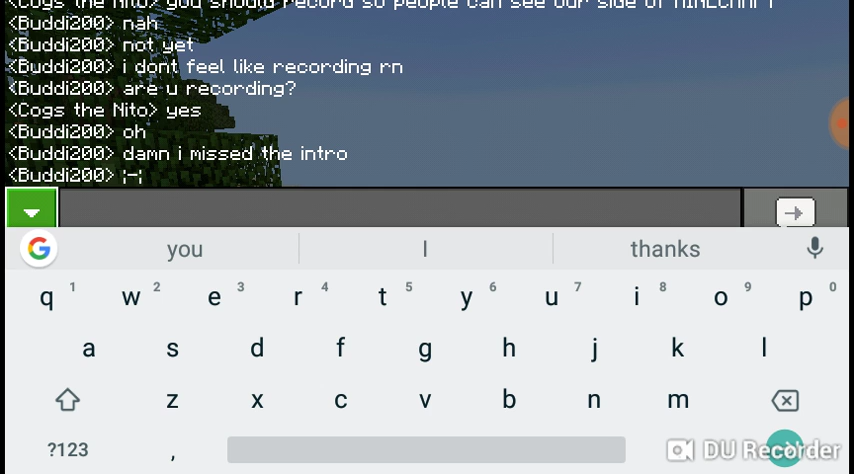 <Cogs the Nito> you should record so people can see our side of MINECRAFT
<Buddi200> nah
<Buddi200> not yet
<Buddi200> i dont feel like recording rn
<Buddi200> are u recording?
<Cogs the Nito> yes
<Buddi200> oh
<Buddi200> damn i missed the intro
<Buddi200> ;-;
G you I thanks
q 1 w 2 e 3 r 4 t 5 y 6 u 7 i 8 o 9 p 0
a s d f g h j k l
z x c v b n m
?123 ,
DU Recorder